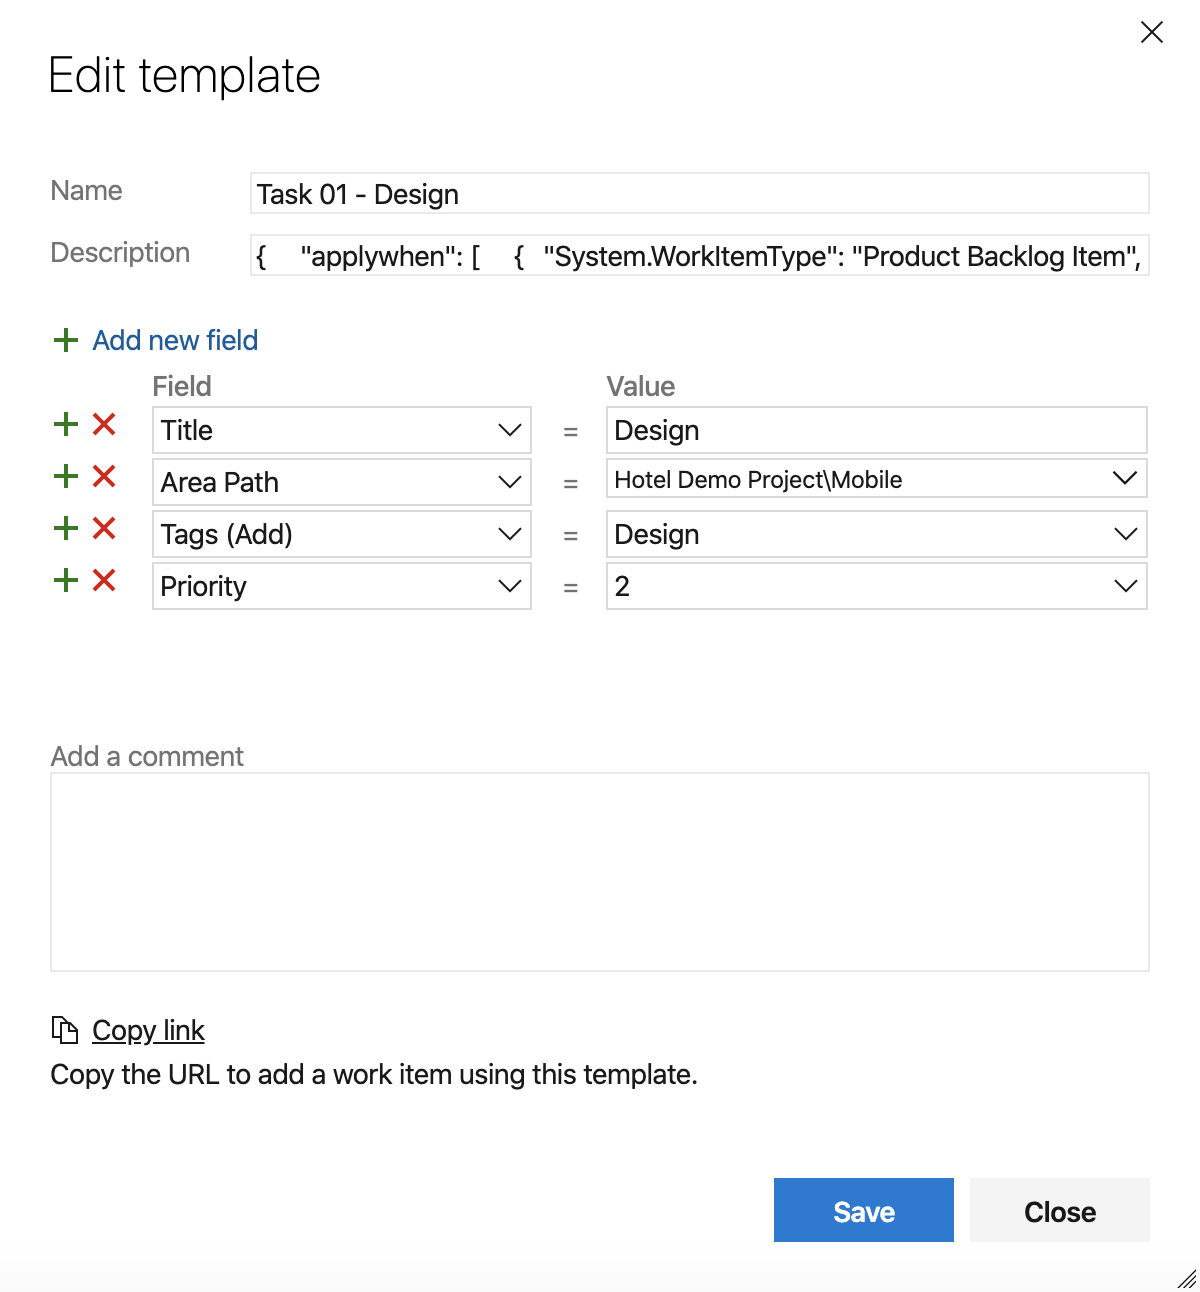 Edit template
Name Task 01 - Design
Description { "applywhen": [ { "System.WorkItemType": "Product Backlog Item",
Add new field
Field Value
Title = Design
Area Path = Hotel Demo Project\Mobile
Tags (Add) = Design
Priority = 2
Add a comment
Copy link
Copy the URL to add a work item using this template.
Save Close